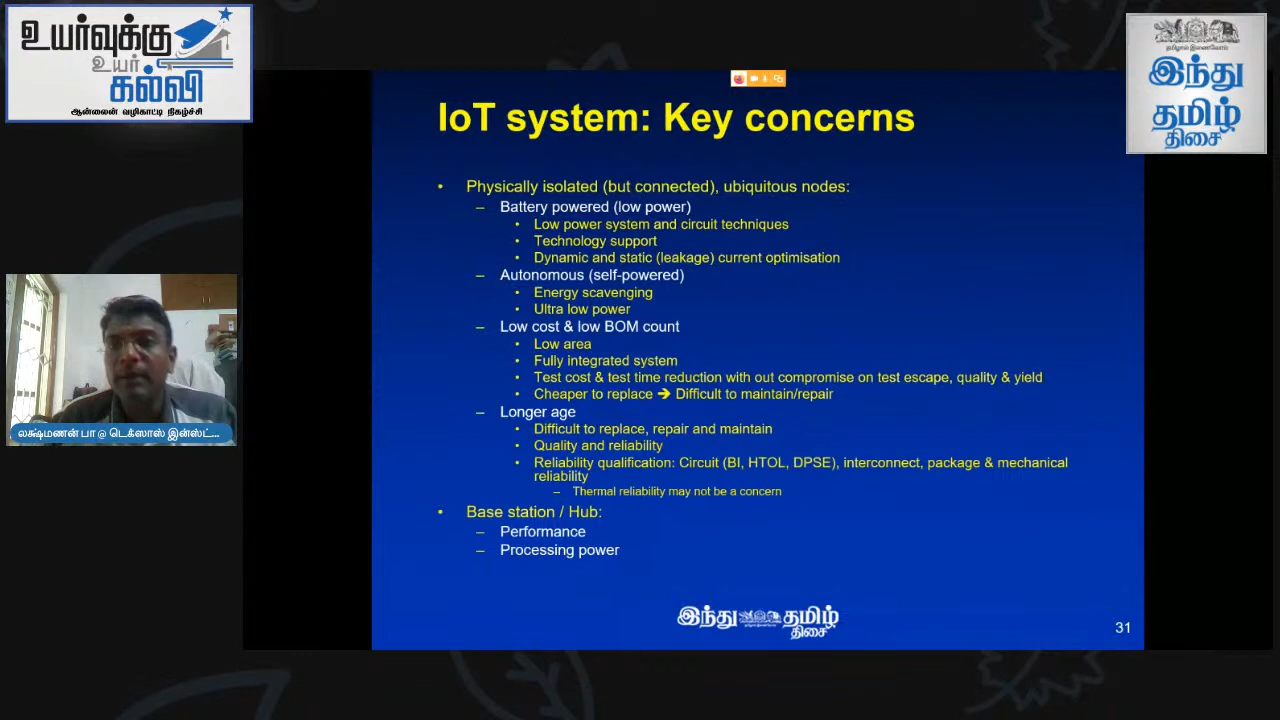 உயர்வுக்கு
உயர்
கல்வி
ஆன்லைன் வழிகாட்டி நிகழ்ச்சி
இந்து
தமிழ்
திசை
IoT system: Key concerns
• Physically isolated (but connected), ubiquitous nodes:
– Battery powered (low power)
• Low power system and circuit techniques
• Technology support
• Dynamic and static (leakage) current optimisation
– Autonomous (self-powered)
• Energy scavenging
• Ultra low power
– Low cost & low BOM count
• Low area
• Fully integrated system
• Test cost & test time reduction with out compromise on test escape, quality & yield
• Cheaper to replace ➔ Difficult to maintain/repair
– Longer age
• Difficult to replace, repair and maintain
• Quality and reliability
• Reliability qualification: Circuit (BI, HTOL, DPSE), interconnect, package & mechanical
reliability
– Thermal reliability may not be a concern
• Base station / Hub:
– Performance
– Processing power
லக்ஷ்மணன் பா @ டெக்ஸாஸ் இன்ஸ்ட்...
இந்து தமிழ்
திசை
31